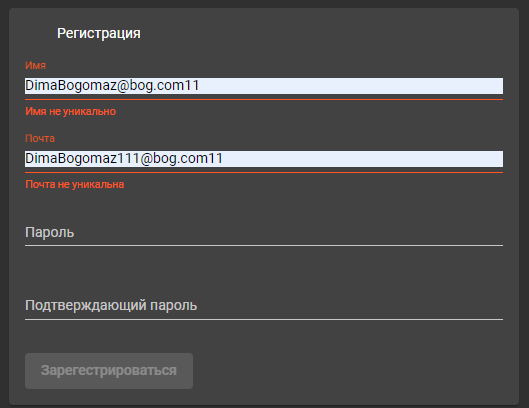 Регистрация
Имя
DimaBogomaz@bog.com11
Имя не уникально
Почта
DimaBogomaz111@bog.com11
Почта не уникальна
Пароль
Подтверждающий пароль
Зарегестрироваться